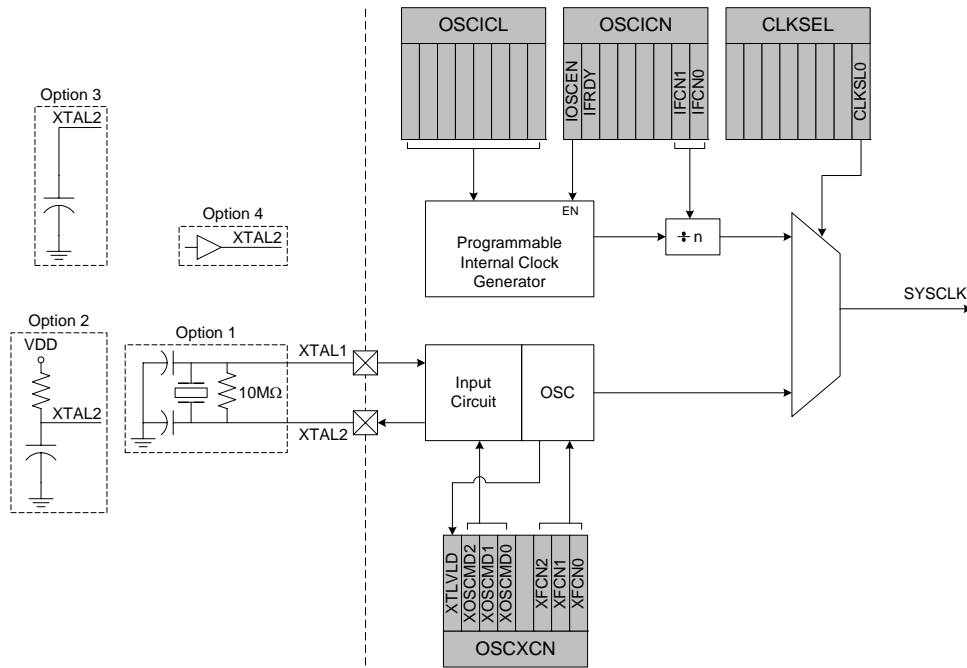 OSCICL
OSCICN
CLKSEL
IOSCEN
IFRDY
IFCN1
IFCN0
CLKSL0
Option 3
XTAL2
Option 4
XTAL2
EN
Programmable
Internal Clock
Generator
÷ n
SYSCLK
Option 2
VDD
XTAL2
Option 1
10MΩ
XTAL1
XTAL2
Input
Circuit
OSC
XTLVLD
XOSCMD2
XOSCMD1
XOSCMD0
XFCN2
XFCN1
XFCN0
OSCXCN